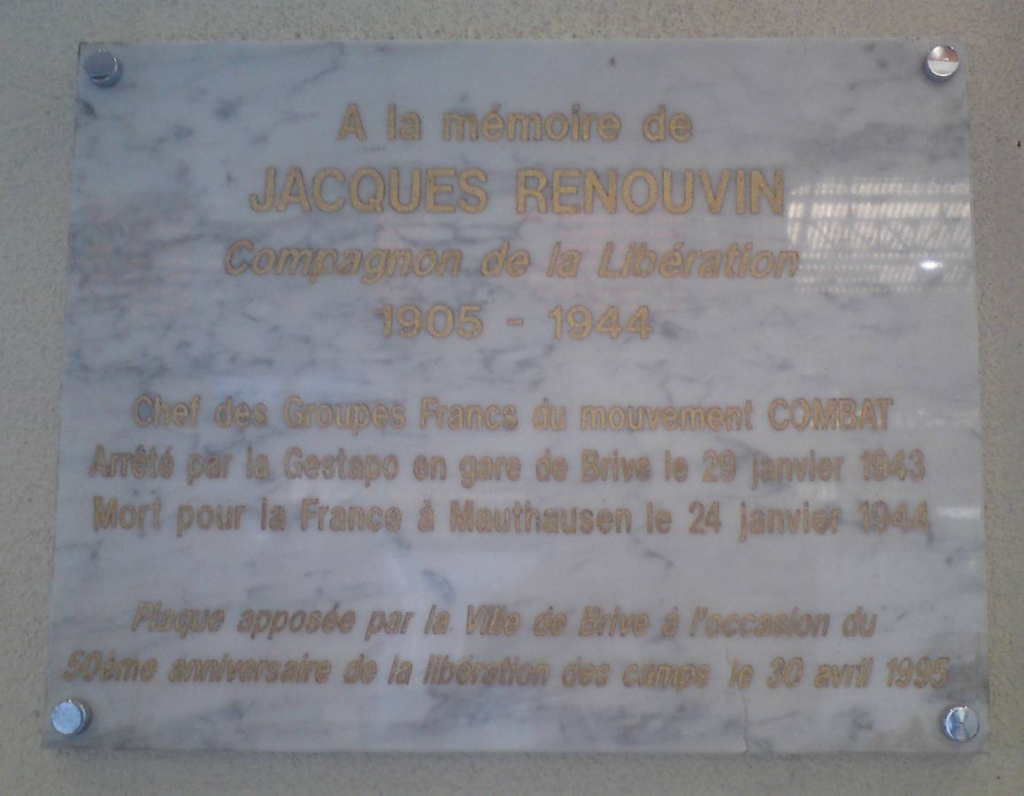 A la mémoire de
JACQUES RENOUVIN
Compagnon de la Libération
1905 - 1944
Chef des Groupes Francs du mouvement COMBAT
Arrêté par la Gestapo en gare de Brive le 29 janvier 1943
Mort pour la France à Mauthausen le 24 janvier 1944
Plaque apposée par la Ville de Brive à l'occasion du
50ème anniversaire de la libération des camps le 30 avril 1995